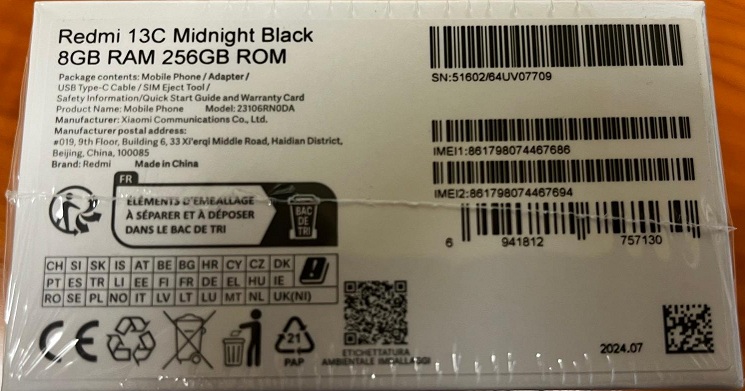 Redmi 13C Midnight Black
8GB RAM 256GB ROM
Package contents: Mobile Phone / Adapter /
USB Type-C Cable / SIM Eject Tool /
Safety Information/Quick Start Guide and Warranty Card
Product Name: Mobile Phone Model: 23106RN0DA
Manufacturer: Xiaomi Communications Co., Ltd.
Manufacturer postal address:
#019, 9th Floor, Building 6, 33 Xi'erqi Middle Road, Haidian District,
Beijing, China, 100085
Brand: Redmi Made in China
SN:51602/64UV07709
IMEI1:861798074467686
IMEI2:861798074467694
6 941812 757130
FR
ÉLÉMENTS D'EMBALLAGE
À SÉPARER ET À DÉPOSER
DANS LE BAC DE TRI
BAC
DE
TRI
CH SI SK IS AT BE BG HR CY CZ DK
PT ES TR LI EE FI FR DE EL HU IE
RO SE PL NO IT LV LT LU MT NL UK(NI)
CE
21
PAP
ETICHETTATURA
AMBIENTALE IMBALLAGGI
2024.07